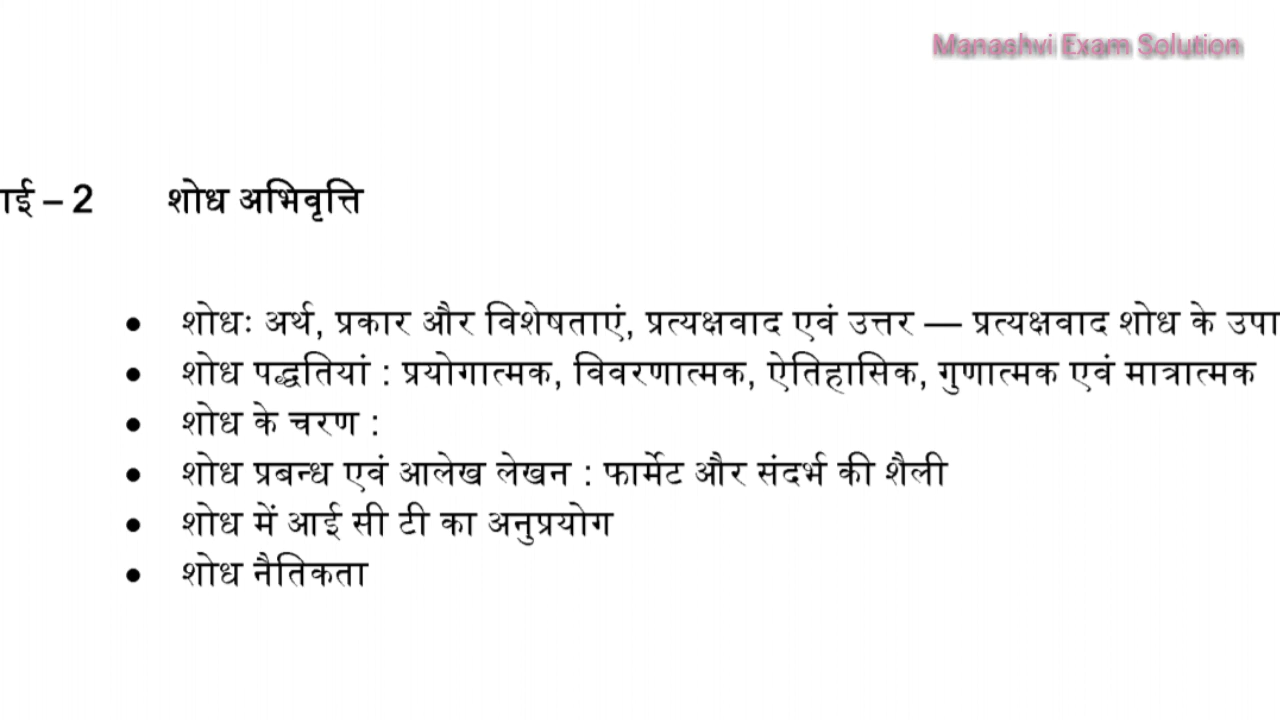 Manashvi Exam Solution
– 2 शोध अभिवृत्ति
• शोधः अर्थ, प्रकार और विशेषताएं, प्रत्यक्षवाद एवं उत्तर — प्रत्यक्षवाद शोध के
• शोध पद्धतियां : प्रयोगात्मक, विवरणात्मक, ऐतिहासिक, गुणात्मक एवं मात्रात्मक
• शोध के चरण :
• शोध प्रबन्ध एवं आलेख लेखन : फार्मेट और संदर्भ की शैली
• शोध में आई सी टी का अनुप्रयोग
• शोध नैतिकता